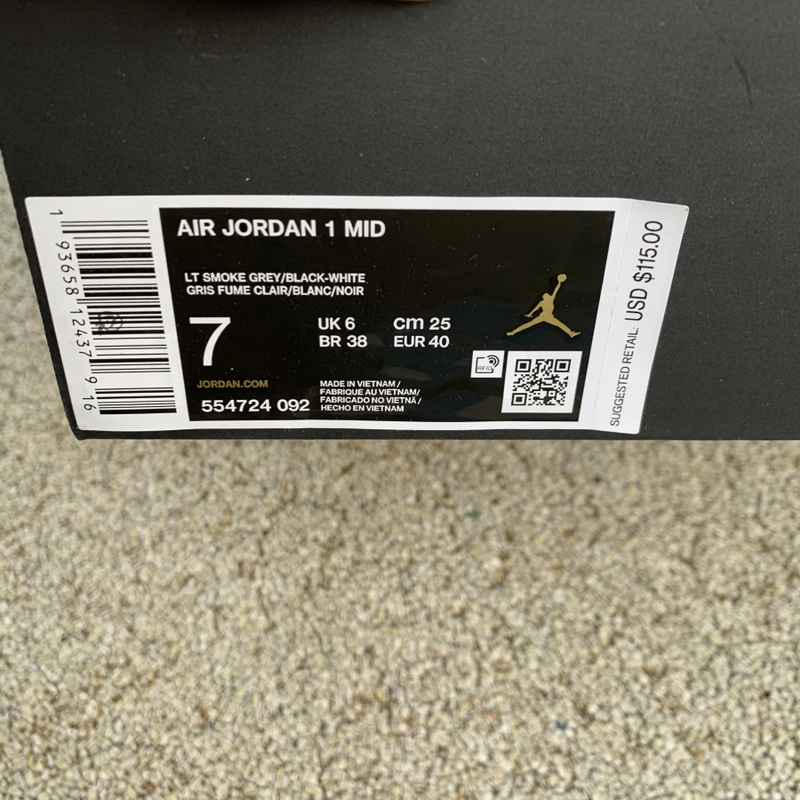 AIR JORDAN 1 MID
LT SMOKE GREY/BLACK-WHITE
GRIS FUME CLAIR/BLANC/NOIR
7
UK 6 cm 25
BR 38 EUR 40
JORDAN.COM
554724 092
MADE IN VIETNAM /
FABRIQUE AU VIETNAM/
FABRICADO NO VIETNÃ /
HECHO EN VIETNAM
RFID
1 93658 12437 9 16
SUGGESTED RETAIL: USD $115.00